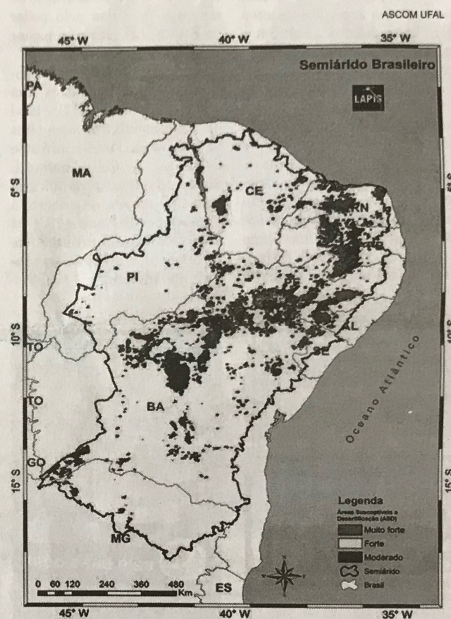 ASCOM UFAL
45° W 40° W 35° W
Semiárido Brasileiro
LAPIS
PA
MA
CE
RN
5° S
PI
AL
SE
10° S
TO
TO
BA
GO
15° S 15° S
MG
ES
Oceano Atlântico
Legenda
Áreas Susceptíveis a
Desertificação (ASD)
Muito forte
Forte
Moderado
Semiárido
Brasil
0 60 120 240 360 480
Km
45° W 40° W 35° W